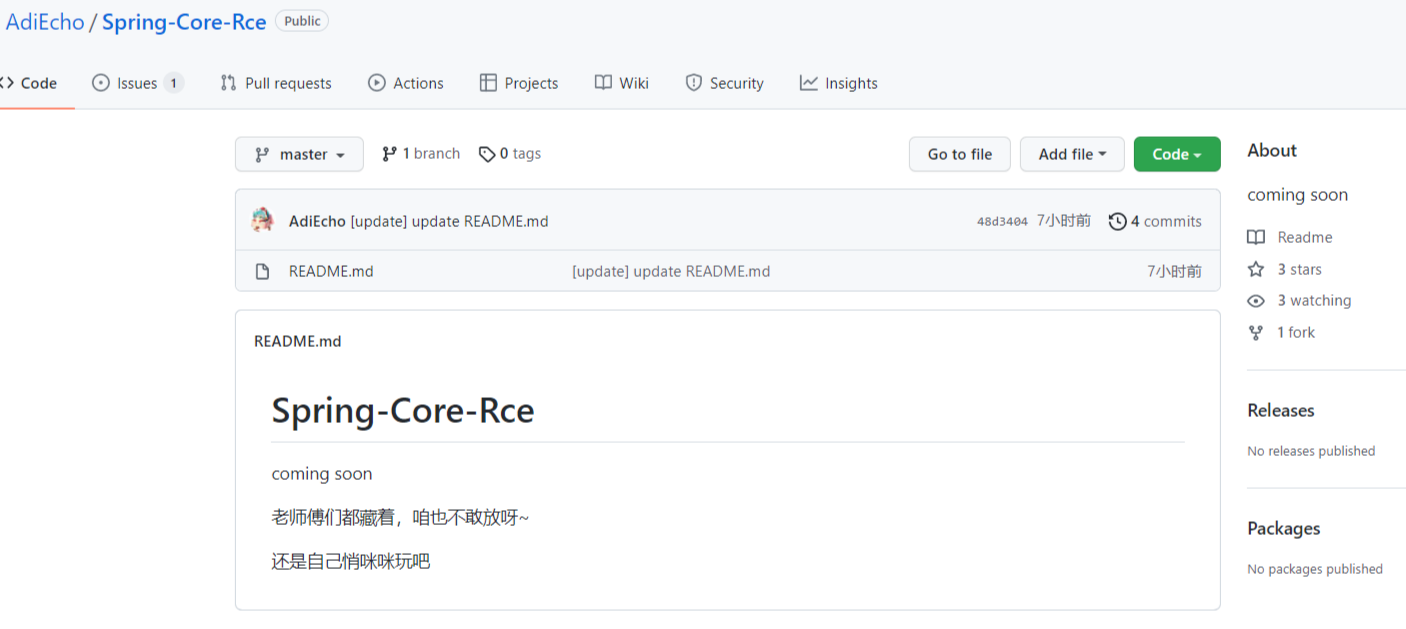 AdiEcho / Spring-Core-Rce Public
Code Issues 1 Pull requests Actions Projects Wiki Security Insights
master 1 branch 0 tags Go to file Add file Code
AdiEcho [update] update README.md 48d3404 7小时前 4 commits
README.md [update] update README.md 7小时前
README.md
Spring-Core-Rce
coming soon
老师傅们都藏着，咱也不敢放呀~
还是自己悄咪咪玩吧
About
coming soon
Readme
3 stars
3 watching
1 fork
Releases
No releases published
Packages
No packages published